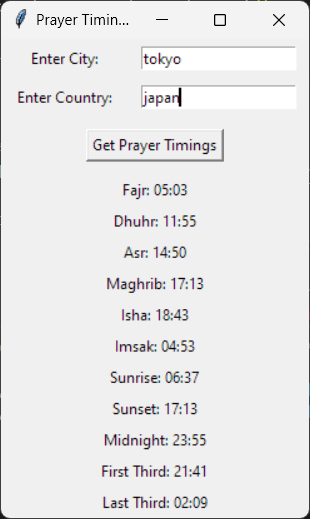 Prayer Timin...
Enter City: tokyo
Enter Country: japan
Get Prayer Timings
Fajr: 05:03
Dhuhr: 11:55
Asr: 14:50
Maghrib: 17:13
Isha: 18:43
Imsak: 04:53
Sunrise: 06:37
Sunset: 17:13
Midnight: 23:55
First Third: 21:41
Last Third: 02:09